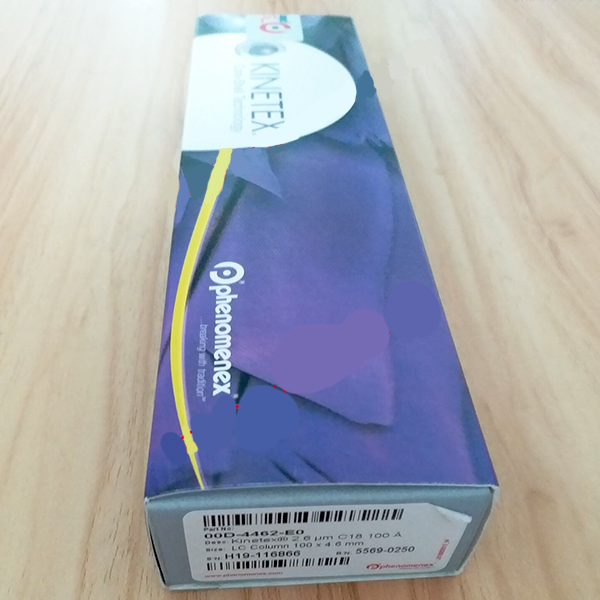 KINETEX
Core-Shell Technology
phenomenex
...breaking with tradition™
Part No:
00D-4462-E0
Desc: Kinetex® 2.6 µm C18 100 Å
Size: LC Column 100 x 4.6 mm
S/N: H19-116866 B/N: 5569-0250
www.phenomenex.com
phenomenex